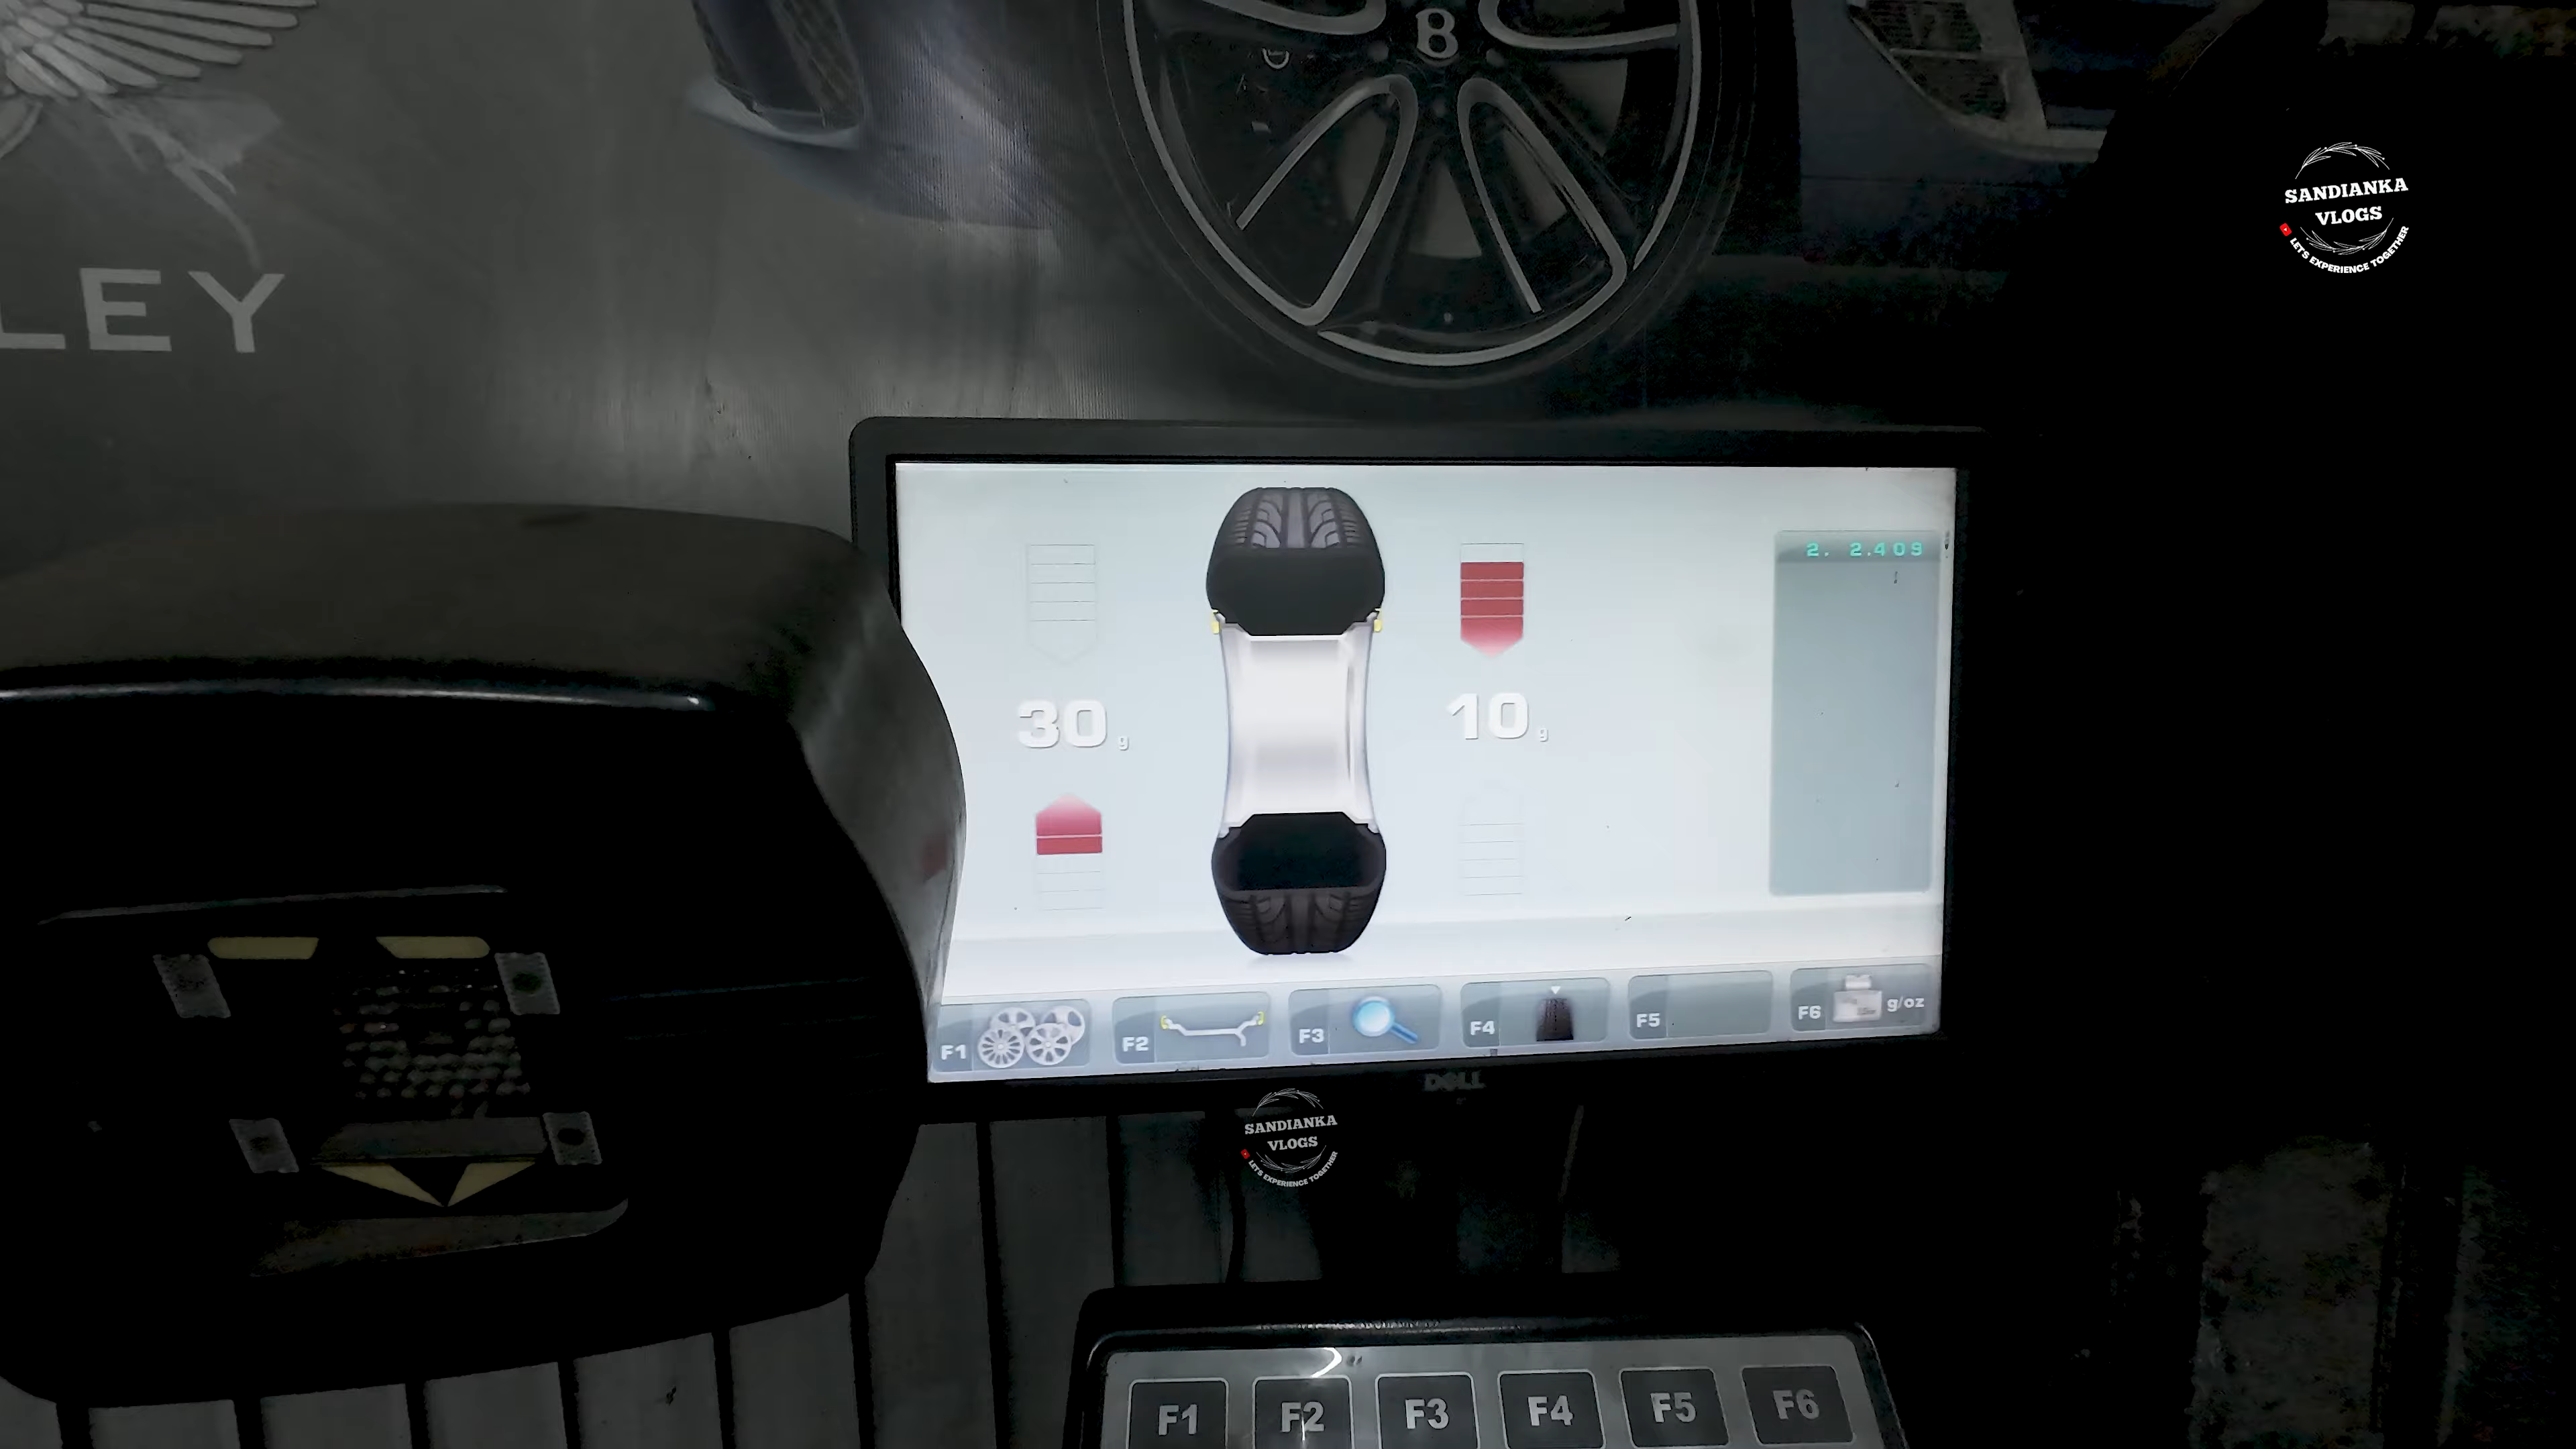 B
SANDIANKA
VLOGS
LET'S EXPERIENCE TOGETHER
LEY
2. 2.409
30 g
10 g
F1
F2
F3
F4
F5
F6 g/oz
DELL
SANDIANKA
VLOGS
LET'S EXPERIENCE TOGETHER
F1 F2 F3 F4 F5 F6